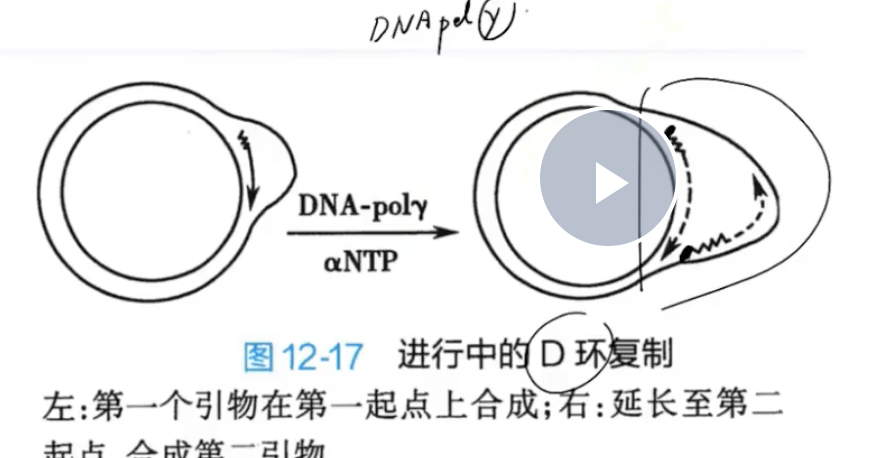 DNA pol γ
DNA-polγ
αNTP
图 12-17 进行中的 D 环复制
左:第一个引物在第一起点上合成;右:延长至第二
起点,合成第二引物